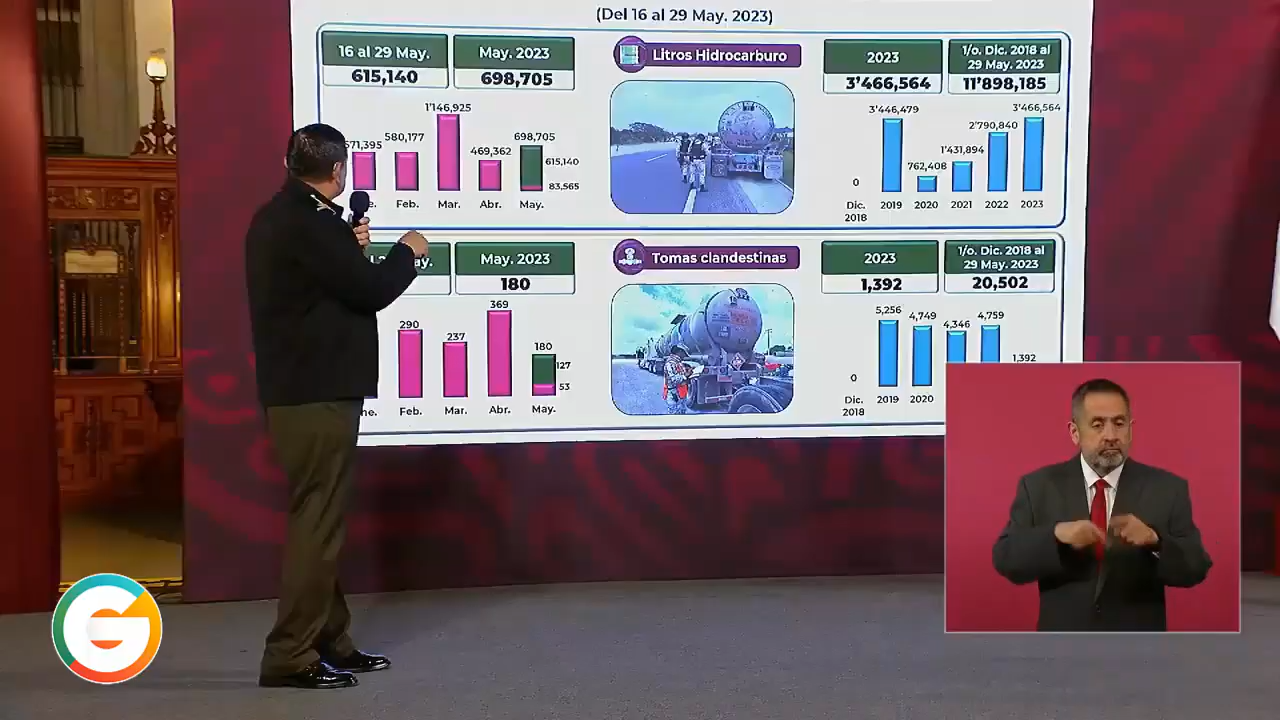 (Del 16 al 29 May. 2023)
16 al 29 May.
615,140
May. 2023
698,705
Litros Hidrocarburo
2023
3'466,564
1/o. Dic. 2018 al
29 May. 2023
11'898,185
571,395
580,177
1'146,925
469,362
698,705
615,140
83,565
e.
Feb.
Mar.
Abr.
May.
3'446,479
762,408
1'431,894
2'790,840
3'466,564
0
Dic.
2018
2019
2020
2021
2022
2023
May.
May. 2023
180
Tomas clandestinas
2023
1,392
1/o. Dic. 2018 al
29 May. 2023
20,502
290
237
369
180
127
53
ne.
Feb.
Mar.
Abr.
May.
5,256
4,749
4,346
4,759
1,392
0
Dic.
2018
2019
2020
G